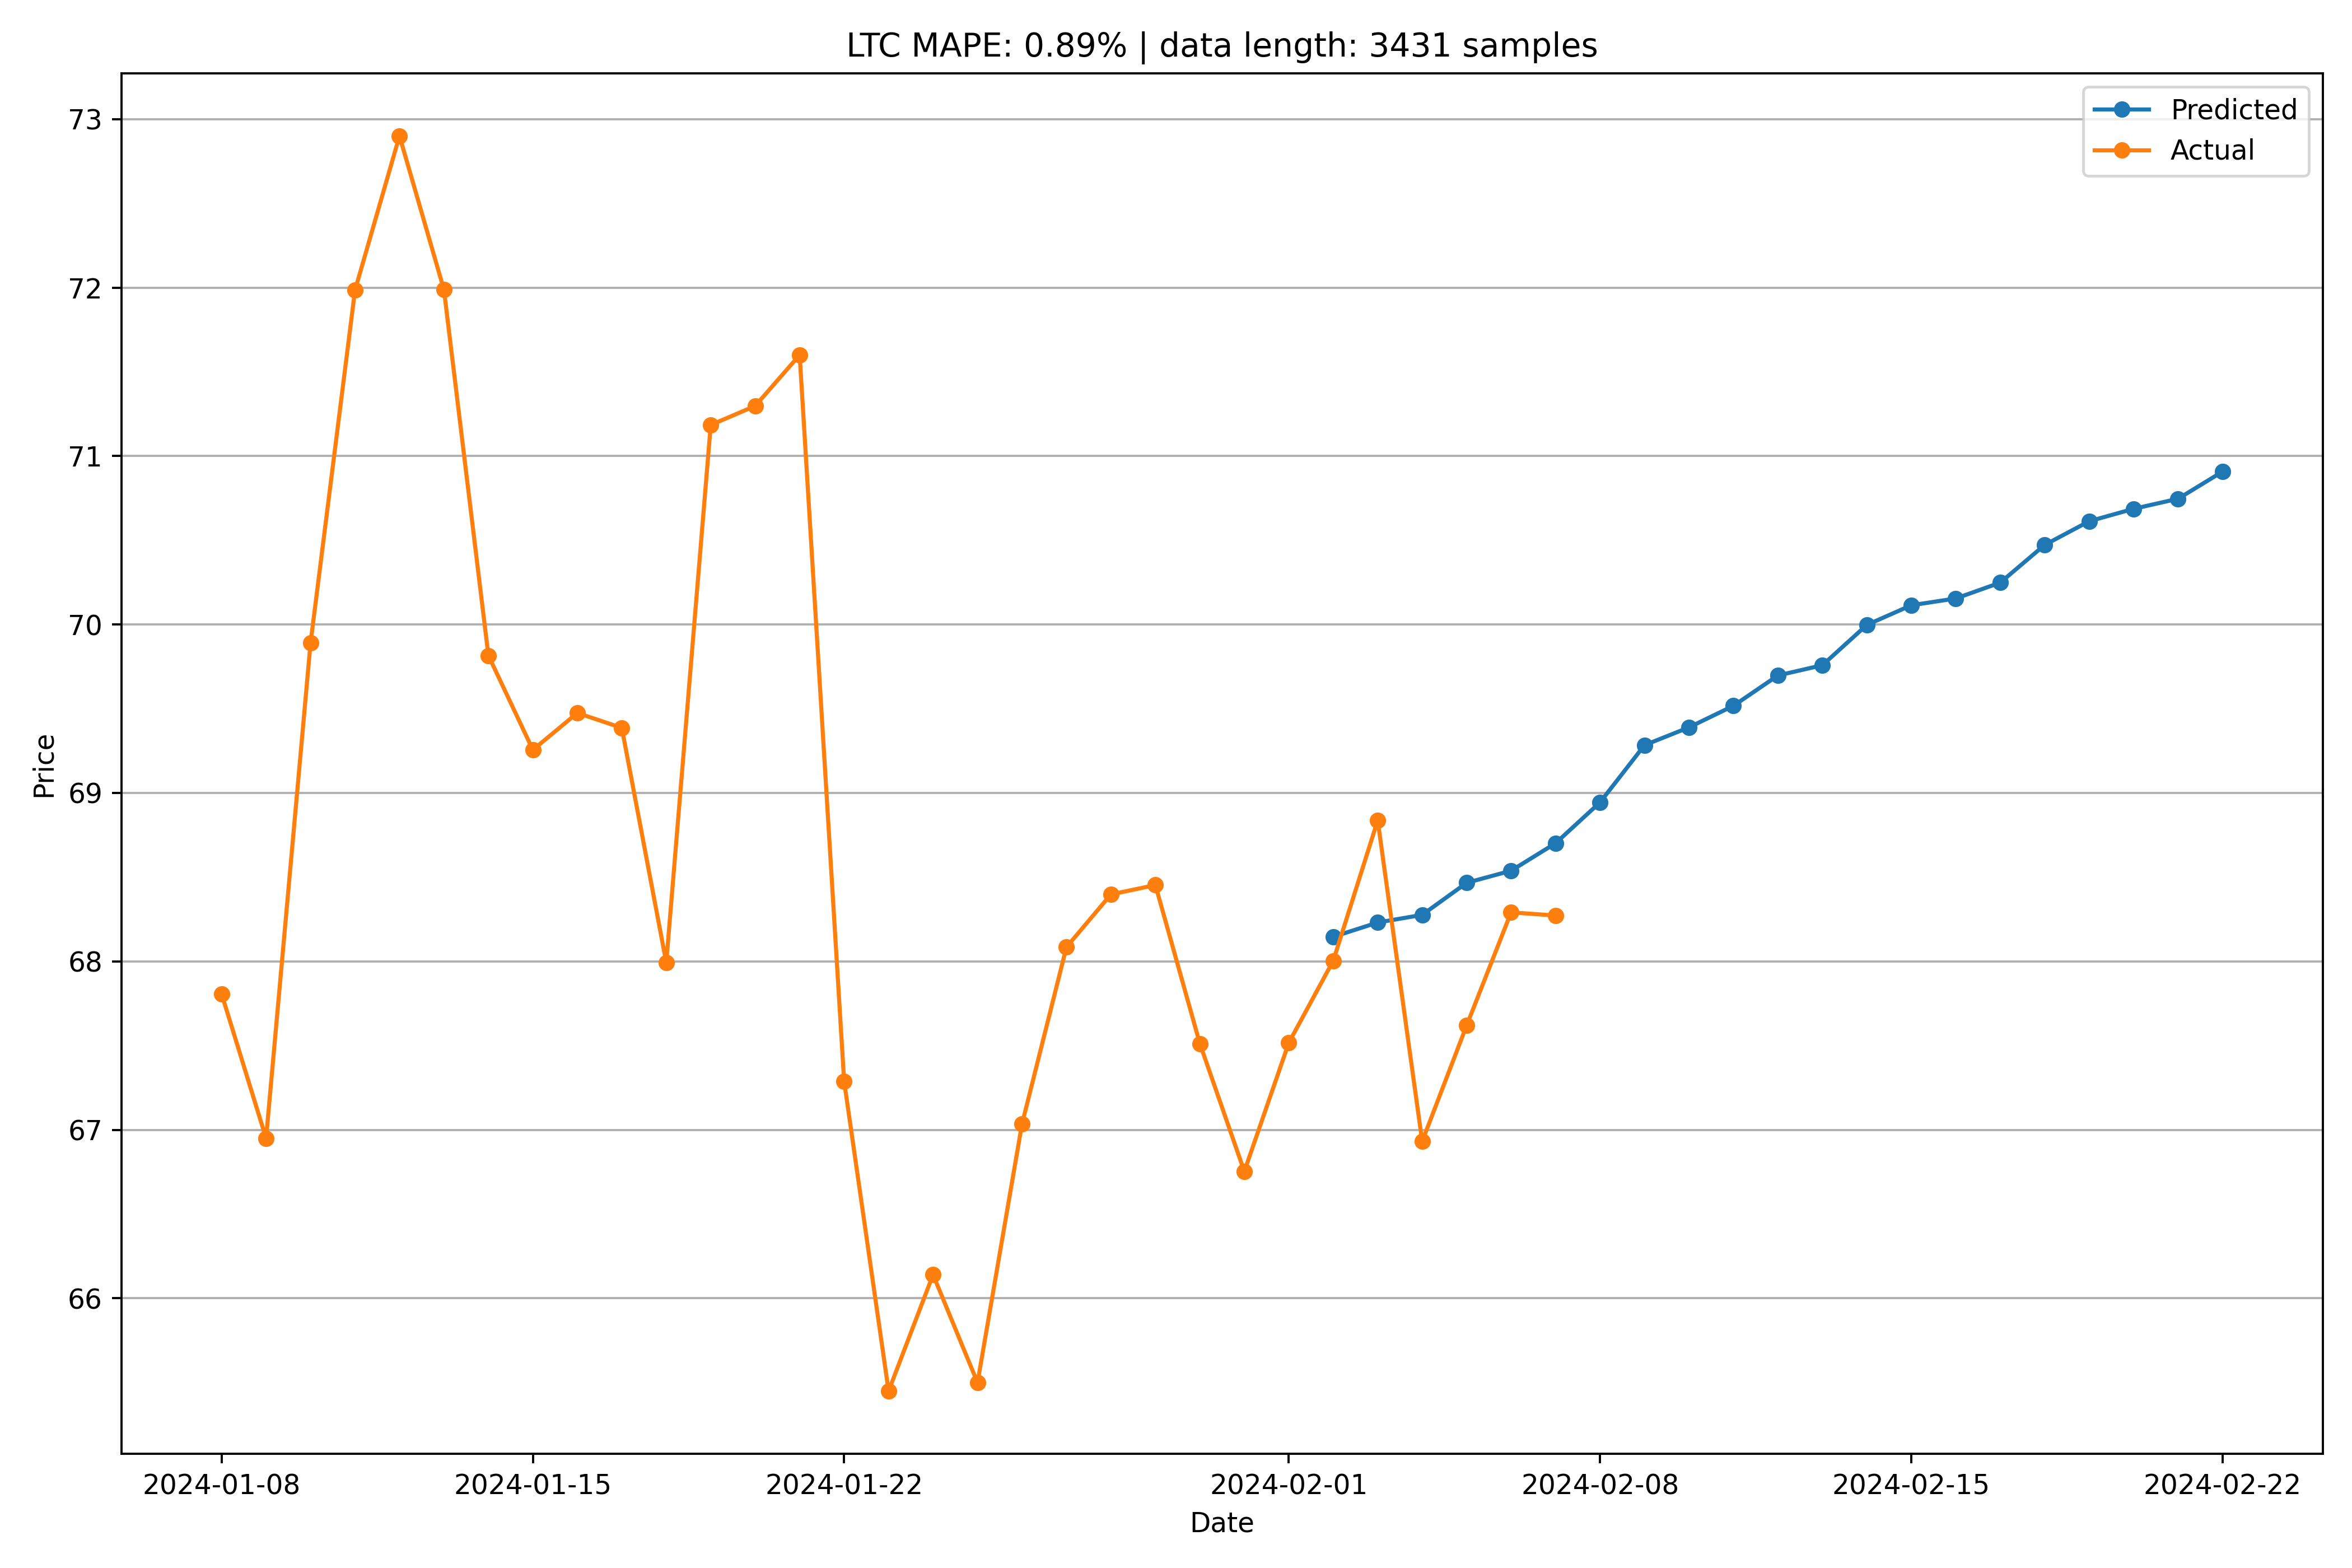 LTC MAPE: 0.89% | data length: 3431 samples
Predicted
Actual
73
72
71
70
69
68
67
66
Price
2024-01-08 2024-01-15 2024-01-22 2024-02-01 2024-02-08 2024-02-15 2024-02-22
Date